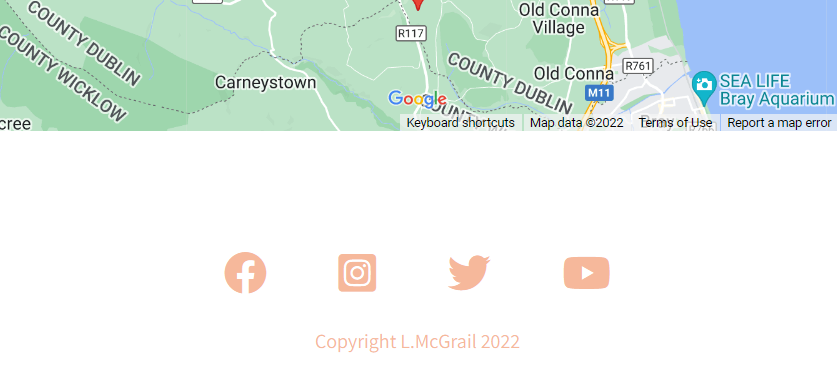 Old Conna
Village
R117
COUNTY DUBLIN
COUNTY WICKLOW
COUNTY DUBLIN
R761
Carneystown
Old Conna
M11
SEA LIFE
Bray Aquarium
Google
cree
Keyboard shortcuts
Map data ©2022
Terms of Use
Report a map error
Copyright L.McGrail 2022